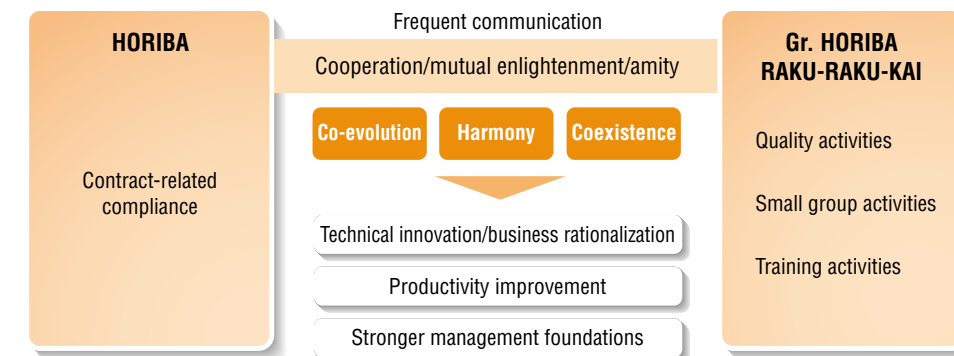 HORIBA
Contract-related
compliance
Frequent communication
Cooperation/mutual enlightenment/amity
Co-evolution
Harmony
Coexistence
Technical innovation/business rationalization
Productivity improvement
Stronger management foundations
Gr. HORIBA
RAKU-RAKU-KAI
Quality activities
Small group activities
Training activities